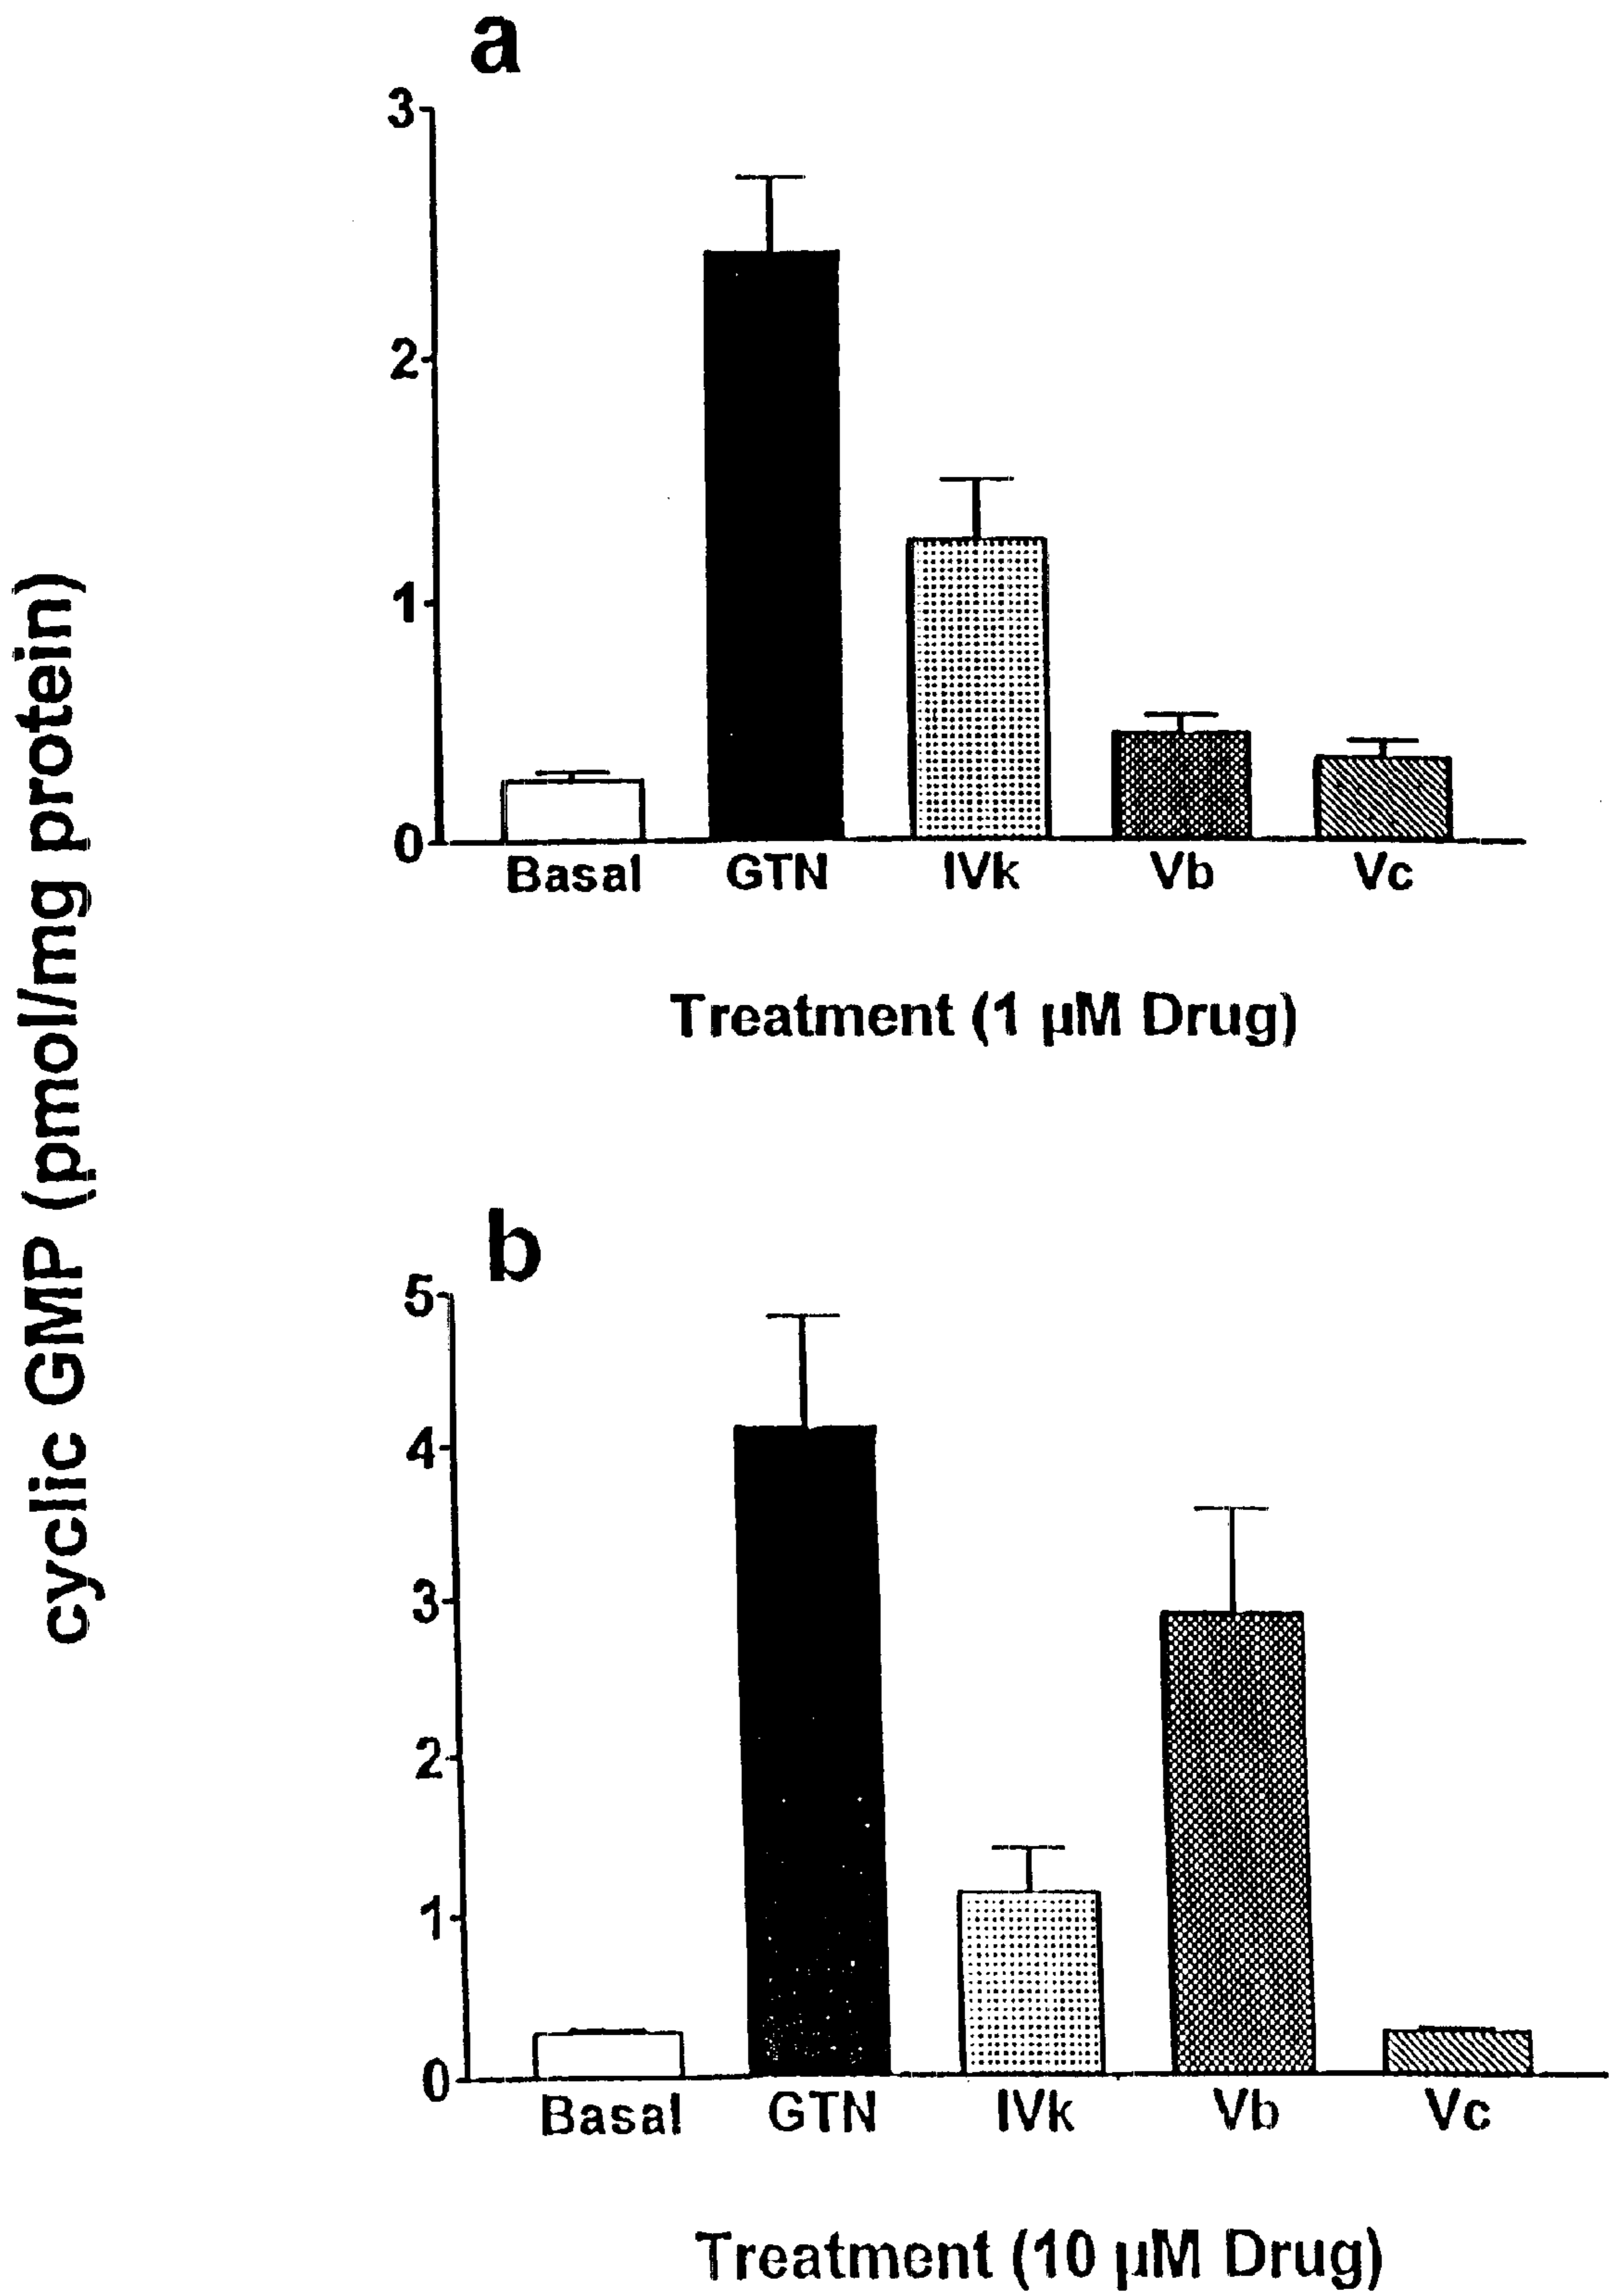 a
3
2
1
0
Basal GTN IVk Vb Vc
Treatment (1 µM Drug)
cyclic GMP (pmol/mg protein)
b
5
4
3
2
1
0
Basal GTN IVk Vb Vc
Treatment (10 µM Drug)